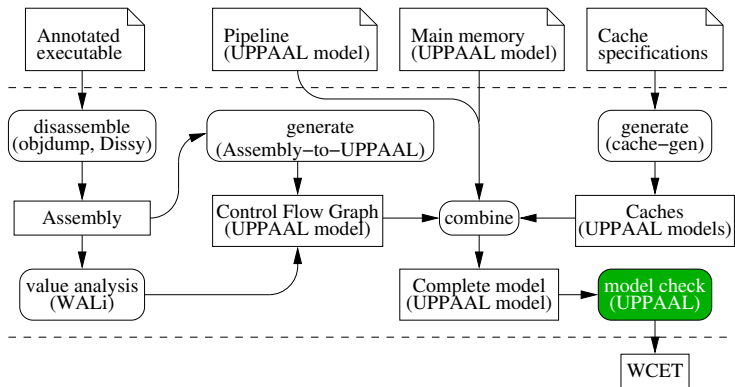 Annotated
executable
Pipeline
(UPPAAL model)
Main memory
(UPPAAL model)
Cache
specifications
disassemble
(objdump, Dissy)
generate
(Assembly−to−UPPAAL)
generate
(cache−gen)
Assembly
Control Flow Graph
(UPPAAL model)
combine
Caches
(UPPAAL models)
value analysis
(WALi)
Complete model
(UPPAAL model)
model check
(UPPAAL)
WCET